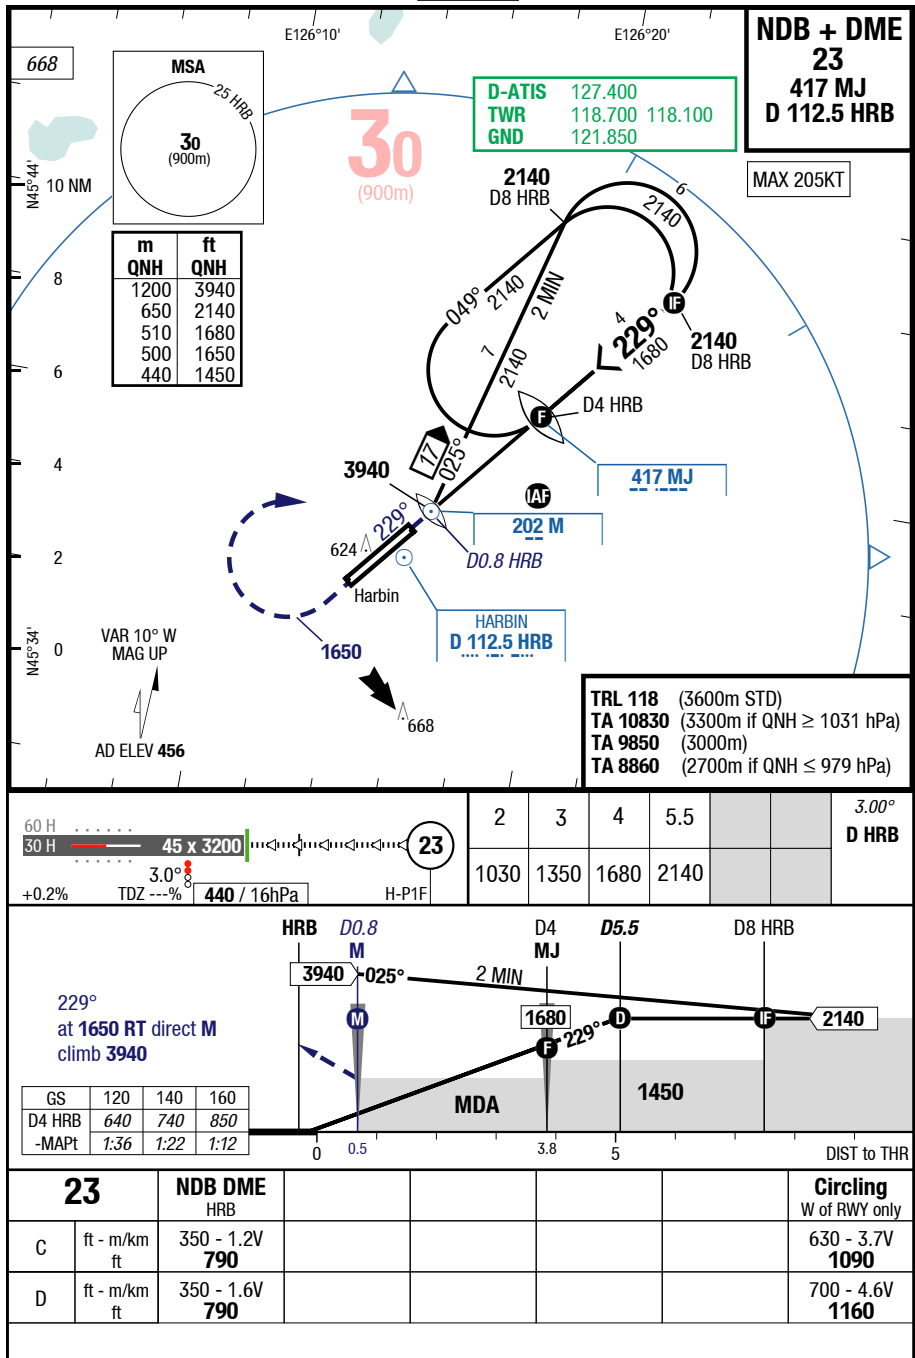 E126°10'
E126°20'
NDB + DME
23
417 MJ
D 112.5 HRB
668
MSA
25 HRB
30
(900m)
30
(900m)
D-ATIS 127.400
TWR 118.700 118.100
GND 121.850
MAX 205KT
N45°44'
10 NM
8
6
4
2
0
N45°34'
m ft
QNH QNH
1200 3940
650 2140
510 1680
500 1650
440 1450
2140
D8 HRB
6
2140
049°
2140
2 MIN
7
2140
IF
4
229°
1680
2140
D8 HRB
F
D4 HRB
17
025°
3940
417 MJ
IAF
202 M
229°
624
D0.8 HRB
Harbin
HARBIN
D 112.5 HRB
1650
VAR 10° W
MAG UP
AD ELEV 456
668
TRL 118 (3600m STD)
TA 10830 (3300m if QNH ≥ 1031 hPa)
TA 9850 (3000m)
TA 8860 (2700m if QNH ≤ 979 hPa)
60 H
30 H
45 x 3200
23
3.0°
+0.2%
TDZ ---%
440 / 16hPa
H-P1F
2 3 4 5.5
3.00°
D HRB
1030 1350 1680 2140
HRB D0.8 D4 D5.5 D8 HRB
M MJ
3940 025° 2 MIN
229°
at 1650 RT direct M
climb 3940
M
1680
F
229°
D
IF
2140
MDA
1450
GS 120 140 160
D4 HRB 640 740 850
-MAPt 1:36 1:22 1:12
0 0.5 3.8 5 DIST to THR
23 NDB DME Circling
HRB W of RWY only
C ft - m/km 350 - 1.2V 630 - 3.7V
ft 790 1090
D ft - m/km 350 - 1.6V 700 - 4.6V
ft 790 1160